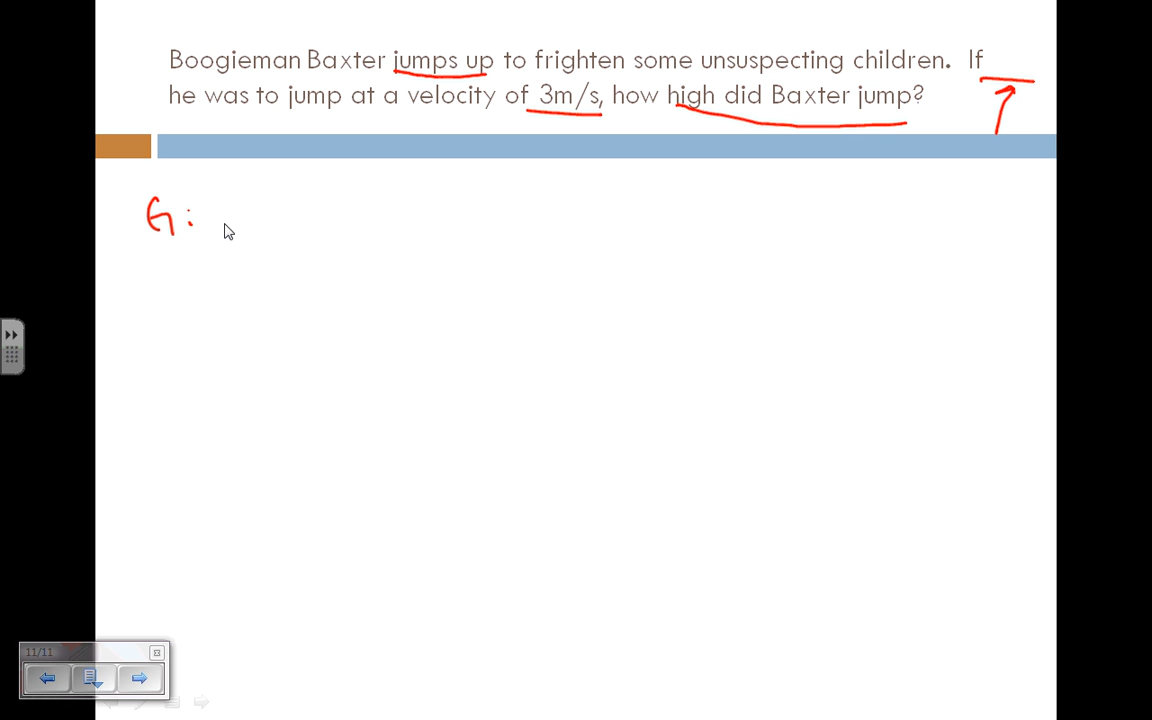 Boogieman Baxter jumps up to frighten some unsuspecting children. If
he was to jump at a velocity of 3m/s, how high did Baxter jump?
G:
11/11